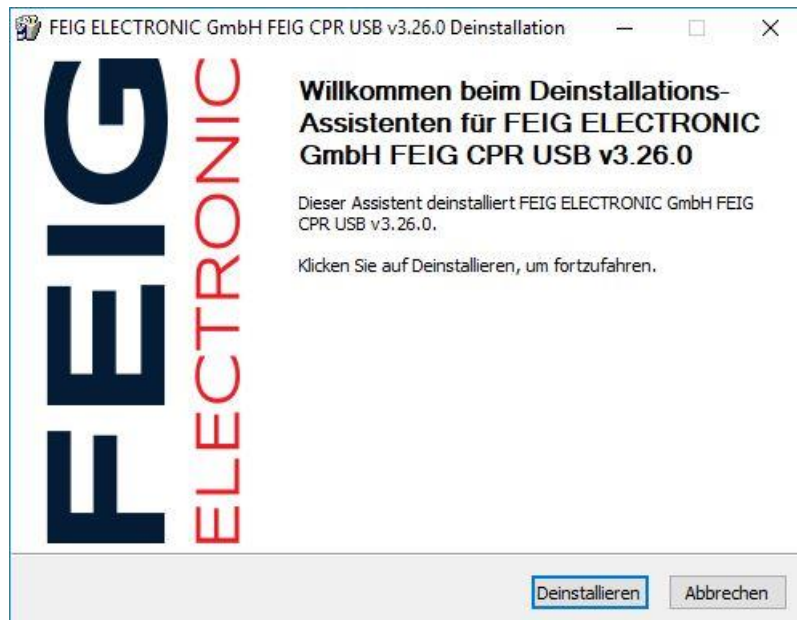 FEIG ELECTRONIC GmbH FEIG CPR USB v3.26.0 Deinstallation
FEIG
ELECTRONIC
Willkommen beim Deinstallations-
Assistenten für FEIG ELECTRONIC
GmbH FEIG CPR USB v3.26.0
Dieser Assistent deinstalliert FEIG ELECTRONIC GmbH FEIG
CPR USB v3.26.0.
Klicken Sie auf Deinstallieren, um fortzufahren.
Deinstallieren
Abbrechen